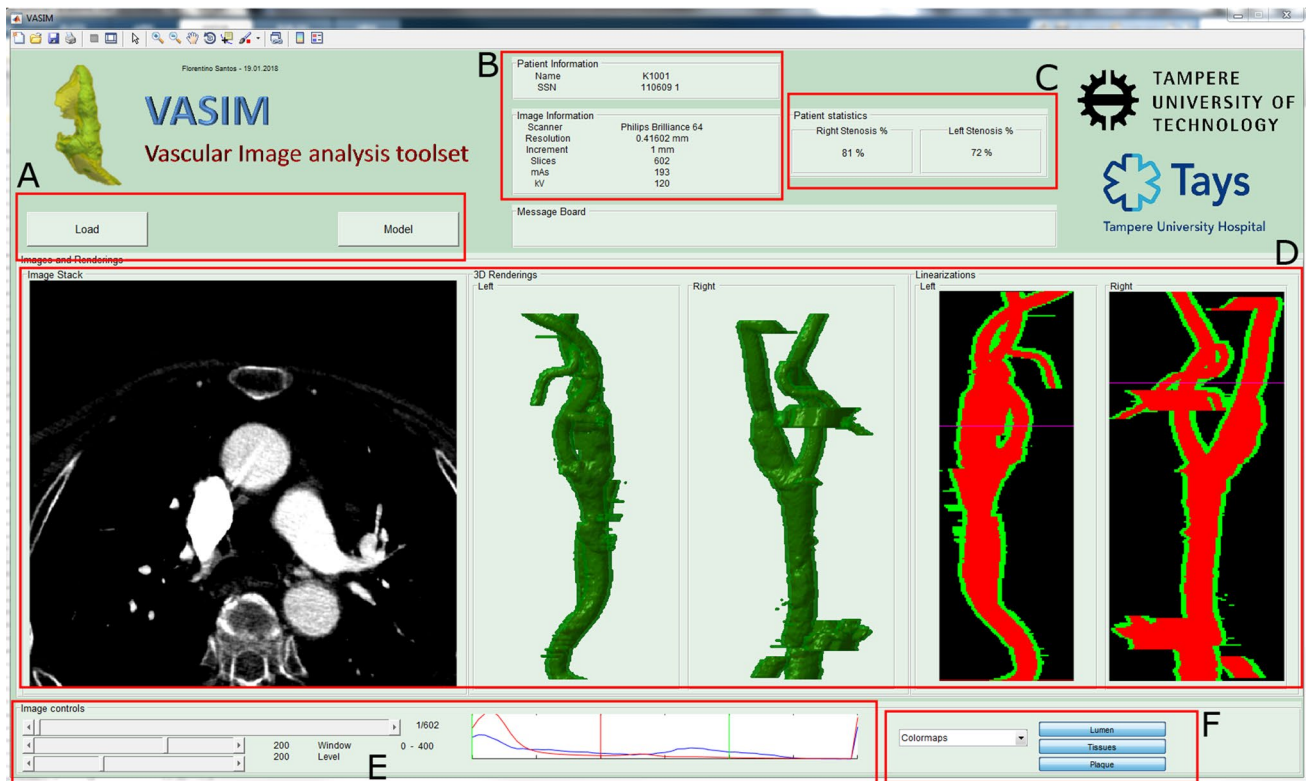 VASIM
Florentino Santos - 19.01.2018
VASIM
Vascular Image analysis toolset
A
Load
Model
B
Patient Information
Name K1001
SSN 110609 1
Image Information
Scanner Philips Brilliance 64
Resolution 0.41602 mm
Increment 1 mm
Slices 602
mAs 193
kV 120
C
Patient statistics
Right Stenosis % Left Stenosis %
81 % 72 %
Message Board
TAMPERE
UNIVERSITY OF
TECHNOLOGY
Tays
Tampere University Hospital
D
Images and Renderings
Image Stack
3D Renderings
Left
Right
Linearizations
Left
Right
Image controls
1/602
200 Window 0 - 400
200 Level
E
Colormaps
Lumen
Tissues
Plaque
F